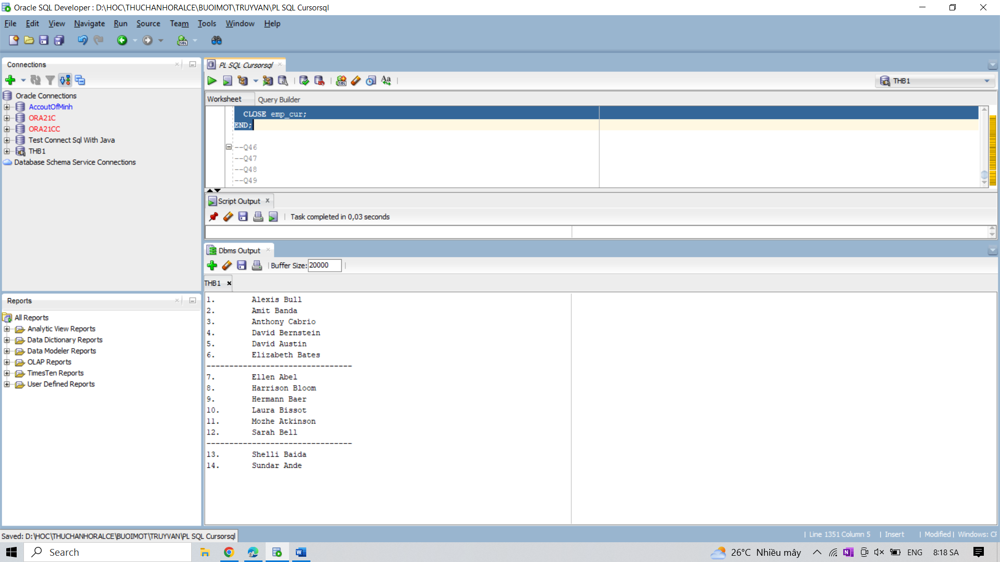 Oracle SQL Developer : D:\HOC\THUCHANHORALCE\BUOIMOT\TRUYVAN\PL SQL Cursorsql
File Edit View Navigate Run Source Team Tools Window Help
Connections
Oracle Connections
AccoutOfMinh
ORA21C
ORA21CC
Test Connect Sql With Java
THB1
Database Schema Service Connections
Reports
All Reports
Analytic View Reports
Data Dictionary Reports
Data Modeler Reports
OLAP Reports
TimesTen Reports
User Defined Reports
PL SQL Cursorsql
THB1
Worksheet Query Builder
CLOSE emp_cur;
END;
--Q46
--Q47
--Q48
--Q49
Script Output
Task completed in 0,03 seconds
Dbms Output
Buffer Size: 20000
THB1
1. Alexis Bull
2. Amit Banda
3. Anthony Cabrio
4. David Bernstein
5. David Austin
6. Elizabeth Bates
--------------------------------
7. Ellen Abel
8. Harrison Bloom
9. Hermann Baer
10. Laura Bissot
11. Mozhe Atkinson
12. Sarah Bell
--------------------------------
13. Shelli Baida
14. Sundar Ande
Saved: D:\HOC\THUCHANHORALCE\BUOIMOT\TRUYVAN\PL SQL Cursorsql
Line 1351 Column 5 Insert Modified Windows: CF
Search
26°C Nhiều mây ENG 8:18 SA